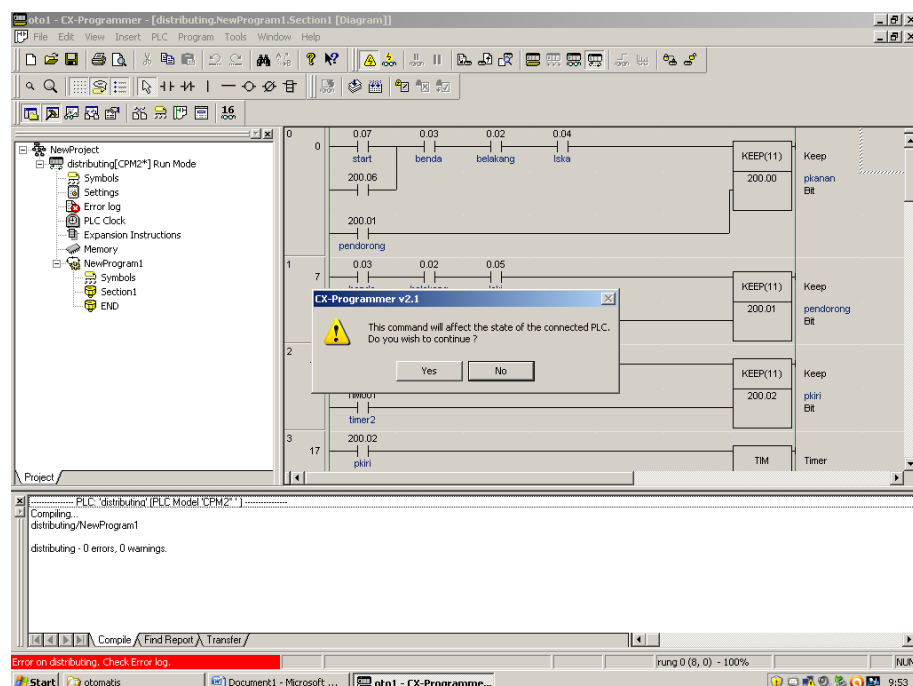 oto1 - CX-Programmer - [distributing.NewProgram1.Section1 [Diagram]]
File Edit View Insert PLC Program Tools Window Help
16
NewProject
distributing[CPM2*] Run Mode
Symbols
Settings
Error log
PLC Clock
Expansion Instructions
Memory
NewProgram1
Symbols
Section1
END
Project
0
0
0.07 0.03 0.02 0.04
start benda belakang lska
KEEP(11) Keep
200.06
200.00 pkanan
Bit
200.01
pendorong
1
7
0.03 0.02 0.05
KEEP(11) Keep
200.01 pendorong
Bit
CX-Programmer v2.1
This command will affect the state of the connected PLC.
Do you wish to continue ?
Yes No
2
KEEP(11) Keep
TIM001
200.02 pkiri
timer2
Bit
3
17
200.02
pkiri
TIM Timer
---------------- PLC: 'distributing' (PLC Model 'CPM2*' ) ----------------
Compiling...
distributing/NewProgram1
distributing - 0 errors, 0 warnings.
Compile Find Report Transfer
Error on distributing. Check Error log.
rung 0 (8, 0) - 100%
NUM
Start otomatis Document1 - Microsoft ... oto1 - CX-Programme... 9:53